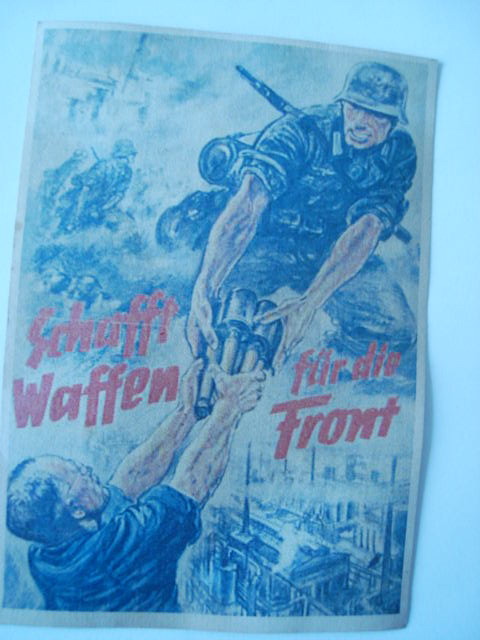 Schafft
Waffen
für die
Front